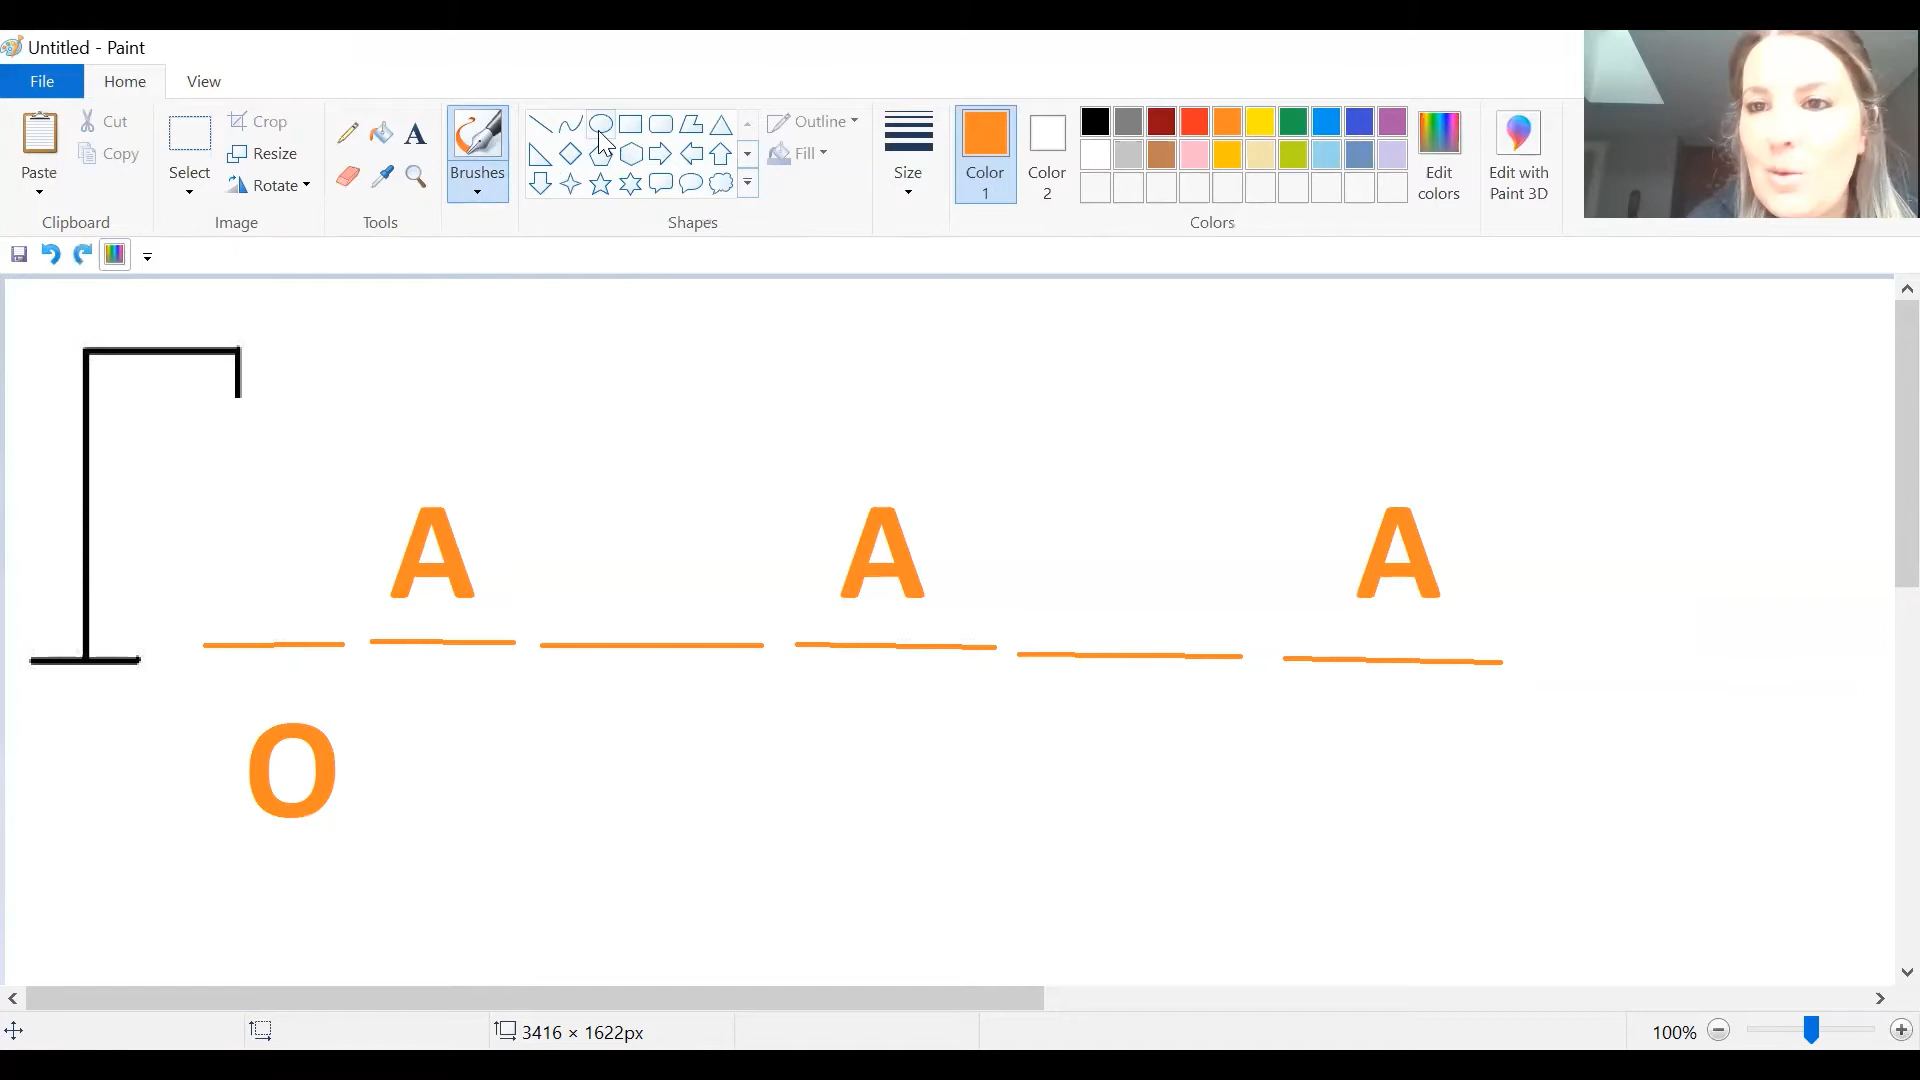 Untitled - Paint
File Home View
Paste Cut Copy Clipboard
Select Crop Resize Rotate Image
A Tools
Brushes
Shapes Outline Fill
Size
Color 1 Color 2 Colors
Edit colors
Edit with Paint 3D
A A A
O
3416 × 1622px 100%